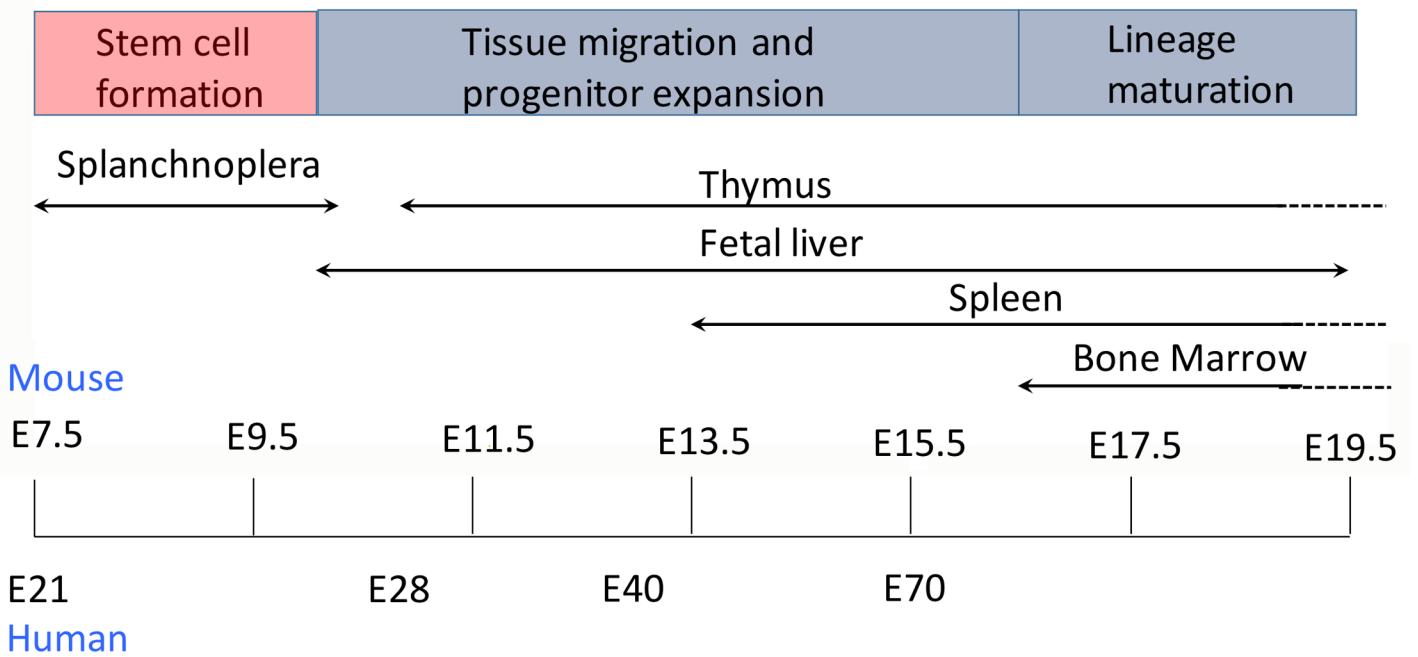 Stem cell
formation
Tissue migration and
progenitor expansion
Lineage
maturation
Splanchnoplera
Thymus
Fetal liver
Spleen
Bone Marrow
Mouse
E7.5 E9.5 E11.5 E13.5 E15.5 E17.5 E19.5
E21 E28 E40 E70
Human